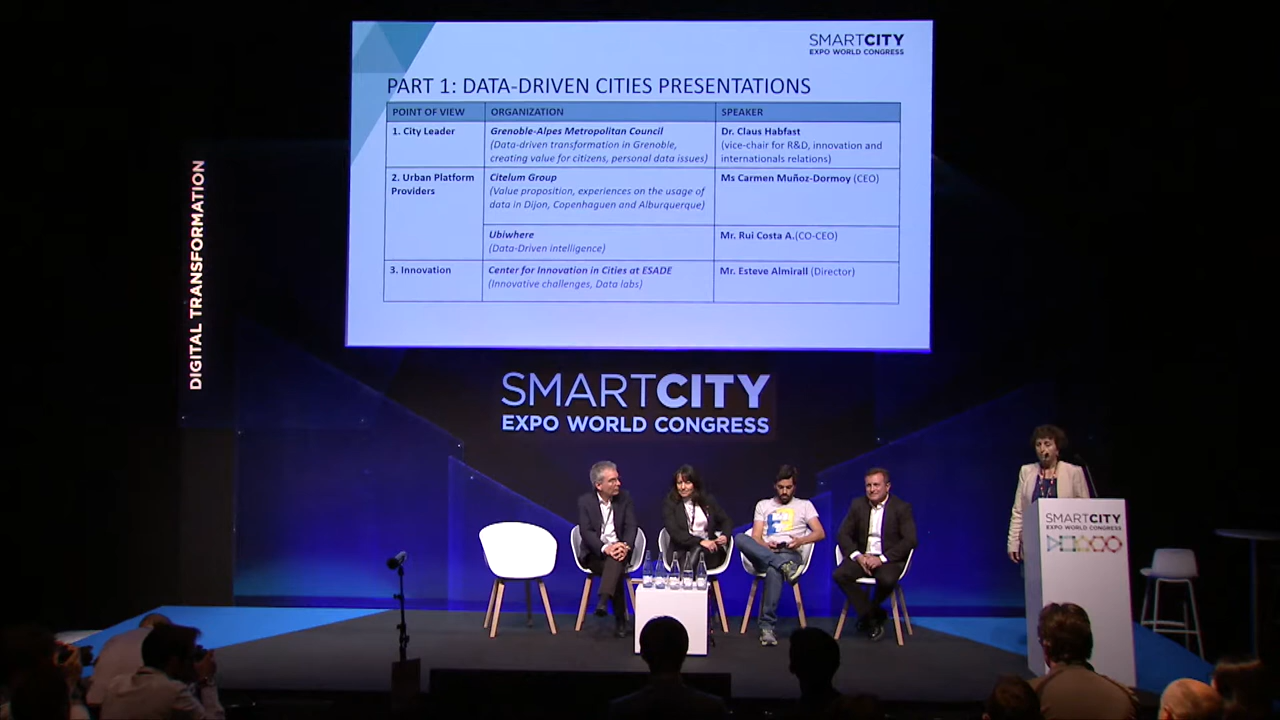 SMARTCITY
EXPO WORLD CONGRESS
PART 1: DATA-DRIVEN CITIES PRESENTATIONS
POINT OF VIEW ORGANIZATION SPEAKER
1. City Leader
Grenoble-Alpes Metropolitan Council
(Data-driven transformation in Grenoble,
creating value for citizens, personal data issues)
Dr. Claus Habfast
(vice-chair for R&D, innovation and
internationals relations)
2. Urban Platform
Providers
Citelum Group
(Value proposition, experiences on the usage of
data in Dijon, Copenhaguen and Alburquerque)
Ms Carmen Muñoz-Dormoy (CEO)
Ubiwhere
(Data-Driven intelligence)
Mr. Rui Costa A.(CO-CEO)
3. Innovation
Center for Innovation in Cities at ESADE
(Innovative challenges, Data labs)
Mr. Esteve Almirall (Director)
DIGITAL TRANSFORMATION
SMARTCITY
EXPO WORLD CONGRESS
SMARTCITY
EXPO WORLD CONGRESS